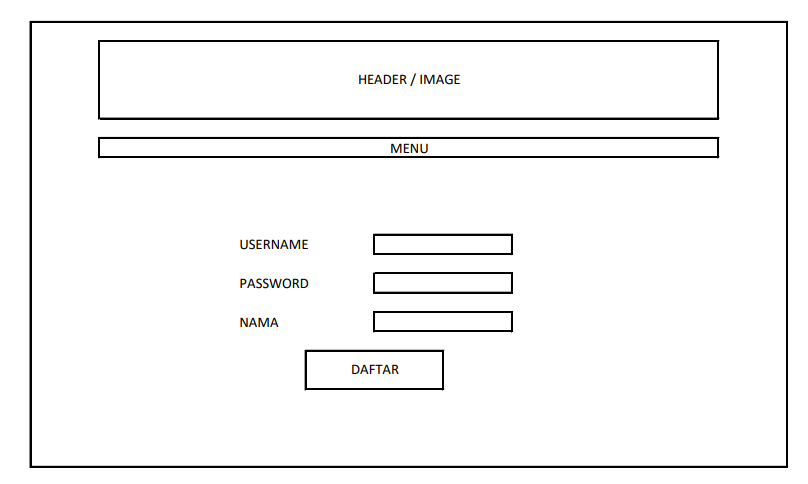 HEADER / IMAGE
MENU
USERNAME
PASSWORD
NAMA
DAFTAR